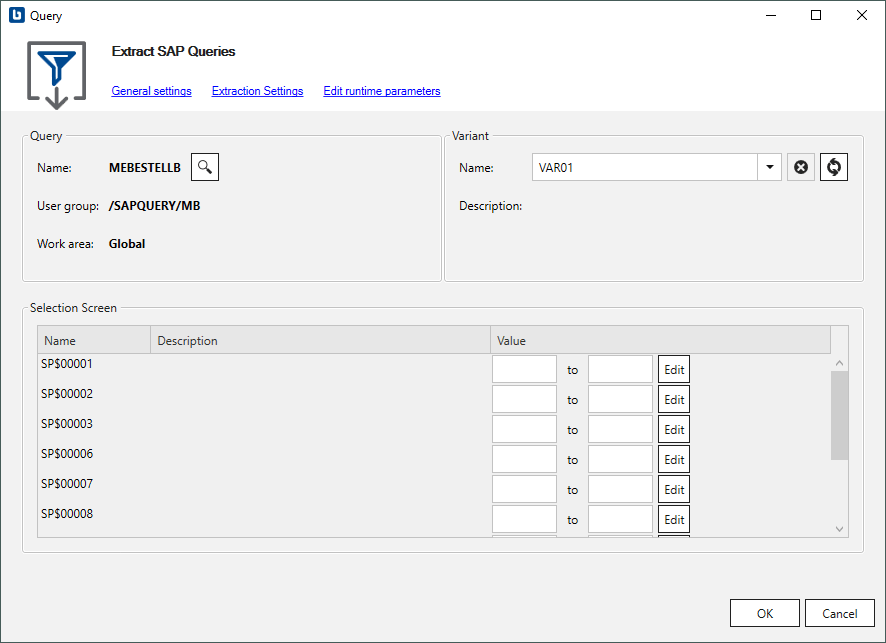 Query
Extract SAP Queries
General settings Extraction Settings Edit runtime parameters
Query
Name: MEBESTELLB
User group: /SAPQUERY/MB
Work area: Global
Variant
Name: VAR01
Description:
Selection Screen
Name Description Value
SP$00001 to Edit
SP$00002 to Edit
SP$00003 to Edit
SP$00006 to Edit
SP$00007 to Edit
SP$00008 to Edit
OK Cancel